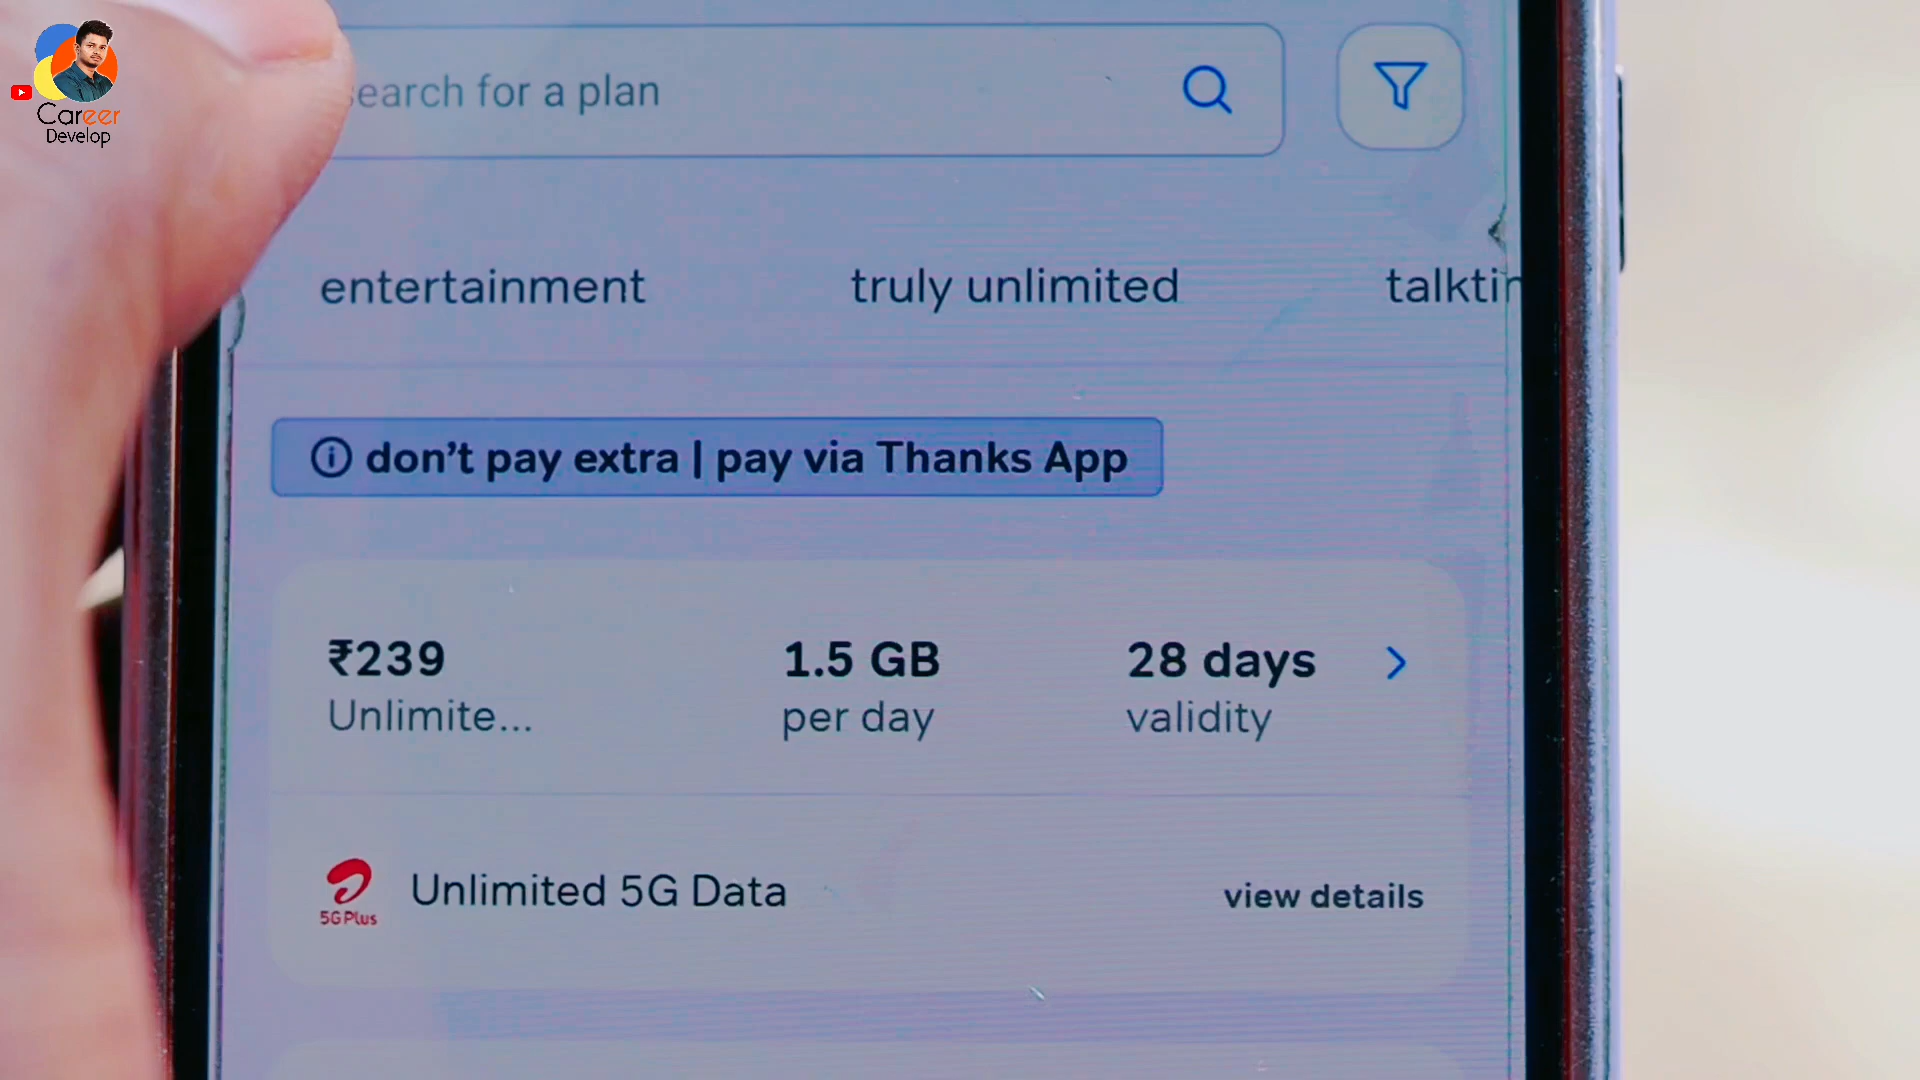 Career
Develop
search for a plan
entertainment truly unlimited talktin
don't pay extra | pay via Thanks App
₹239 1.5 GB 28 days
Unlimite... per day validity
5G Plus Unlimited 5G Data view details